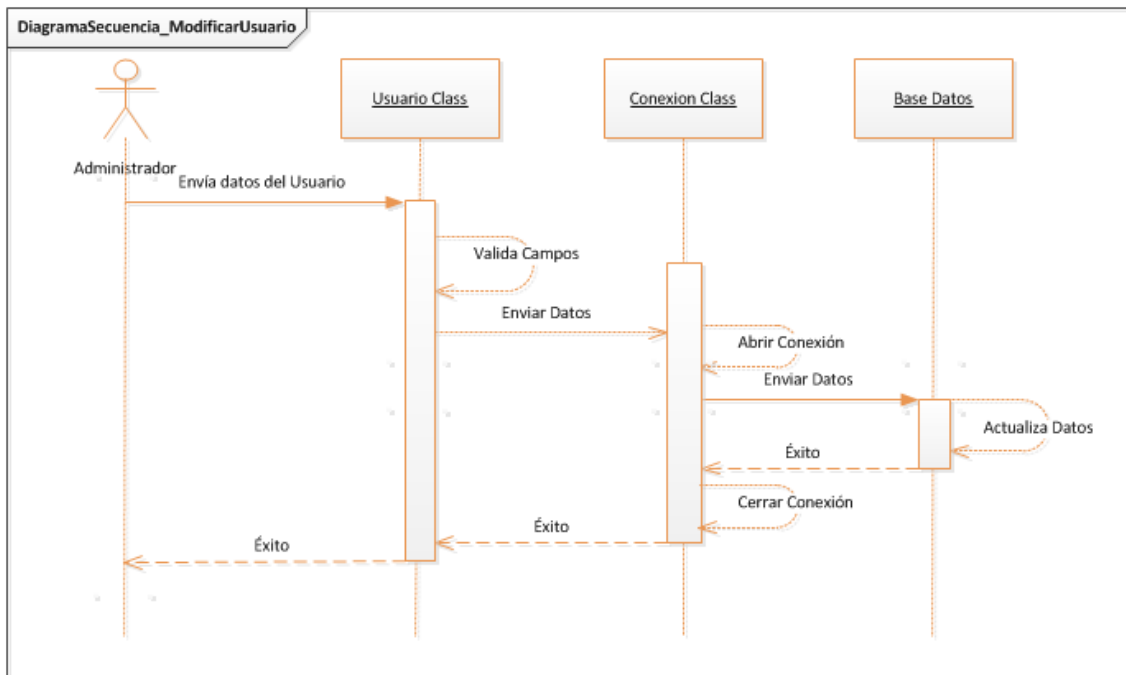 DiagramaSecuencia_ModificarUsuario
Usuario Class
Conexion Class
Base Datos
Administrador
Envía datos del Usuario
Valida Campos
Enviar Datos
Abrir Conexión
Enviar Datos
Actualiza Datos
Éxito
Cerrar Conexión
Éxito
Éxito